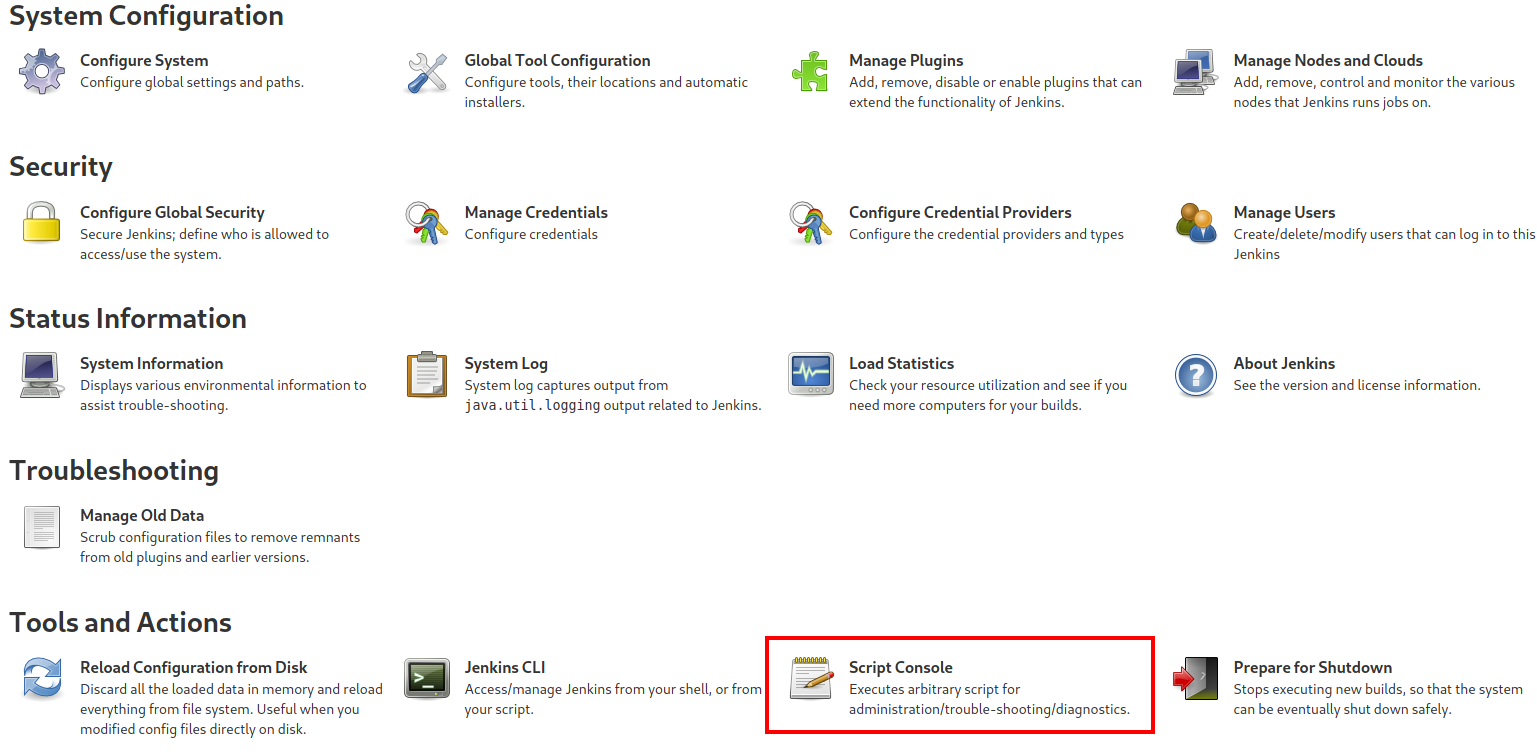 System Configuration
Configure System
Configure global settings and paths.
Global Tool Configuration
Configure tools, their locations and automatic
installers.
Manage Plugins
Add, remove, disable or enable plugins that can
extend the functionality of Jenkins.
Manage Nodes and Clouds
Add, remove, control and monitor the various
nodes that Jenkins runs jobs on.
Security
Configure Global Security
Secure Jenkins; define who is allowed to
access/use the system.
Manage Credentials
Configure credentials
Configure Credential Providers
Configure the credential providers and types
Manage Users
Create/delete/modify users that can log in to this
Jenkins
Status Information
System Information
Displays various environmental information to
assist trouble-shooting.
System Log
System log captures output from
java.util.logging output related to Jenkins.
Load Statistics
Check your resource utilization and see if you
need more computers for your builds.
?
About Jenkins
See the version and license information.
Troubleshooting
Manage Old Data
Scrub configuration files to remove remnants
from old plugins and earlier versions.
Tools and Actions
Reload Configuration from Disk
Discard all the loaded data in memory and reload
everything from file system. Useful when you
modified config files directly on disk.
>_
Jenkins CLI
Access/manage Jenkins from your shell, or from
your script.
Script Console
Executes arbitrary script for
administration/trouble-shooting/diagnostics.
Prepare for Shutdown
Stops executing new builds, so that the system
can be eventually shut down safely.